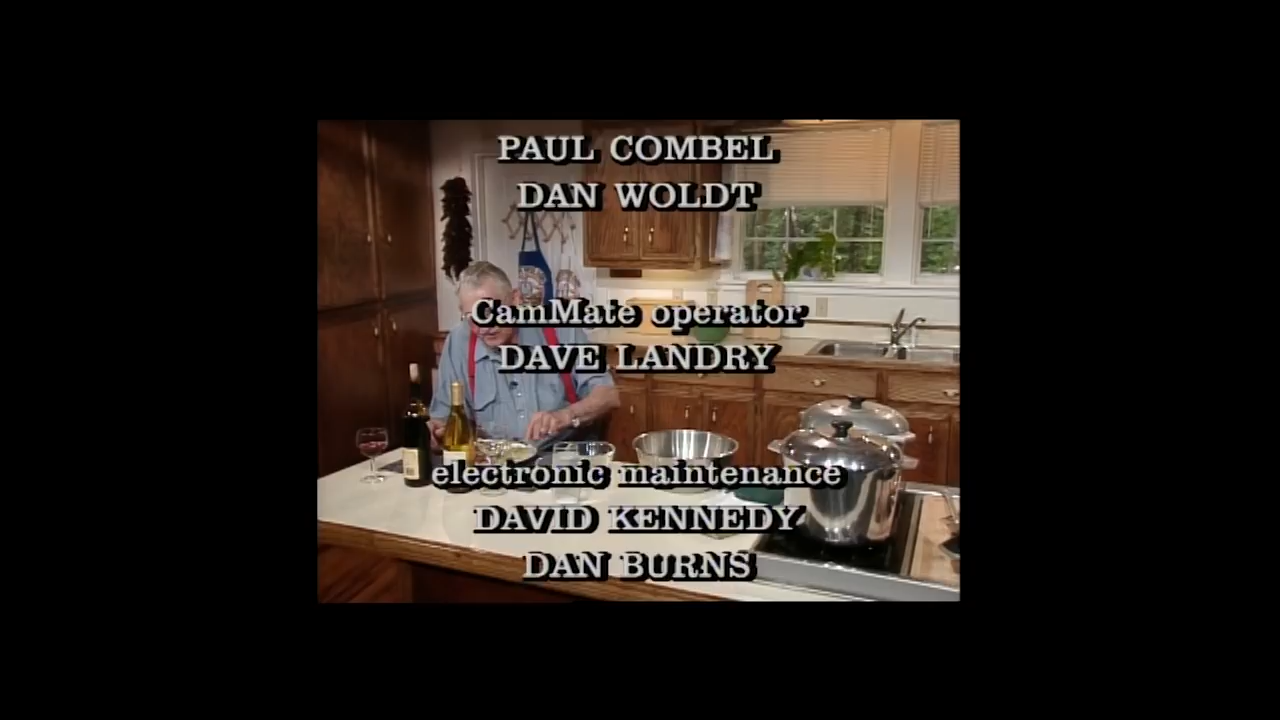 PAUL COMBEL
DAN WOLDT
CamMate operator
DAVE LANDRY
electronic maintenance
DAVID KENNEDY
DAN BURNS